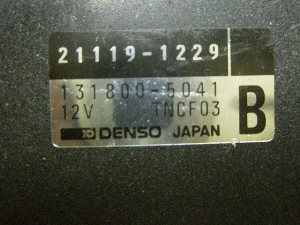 21119-1229
131800-5041
12V TNCF03
DENSO JAPAN
B